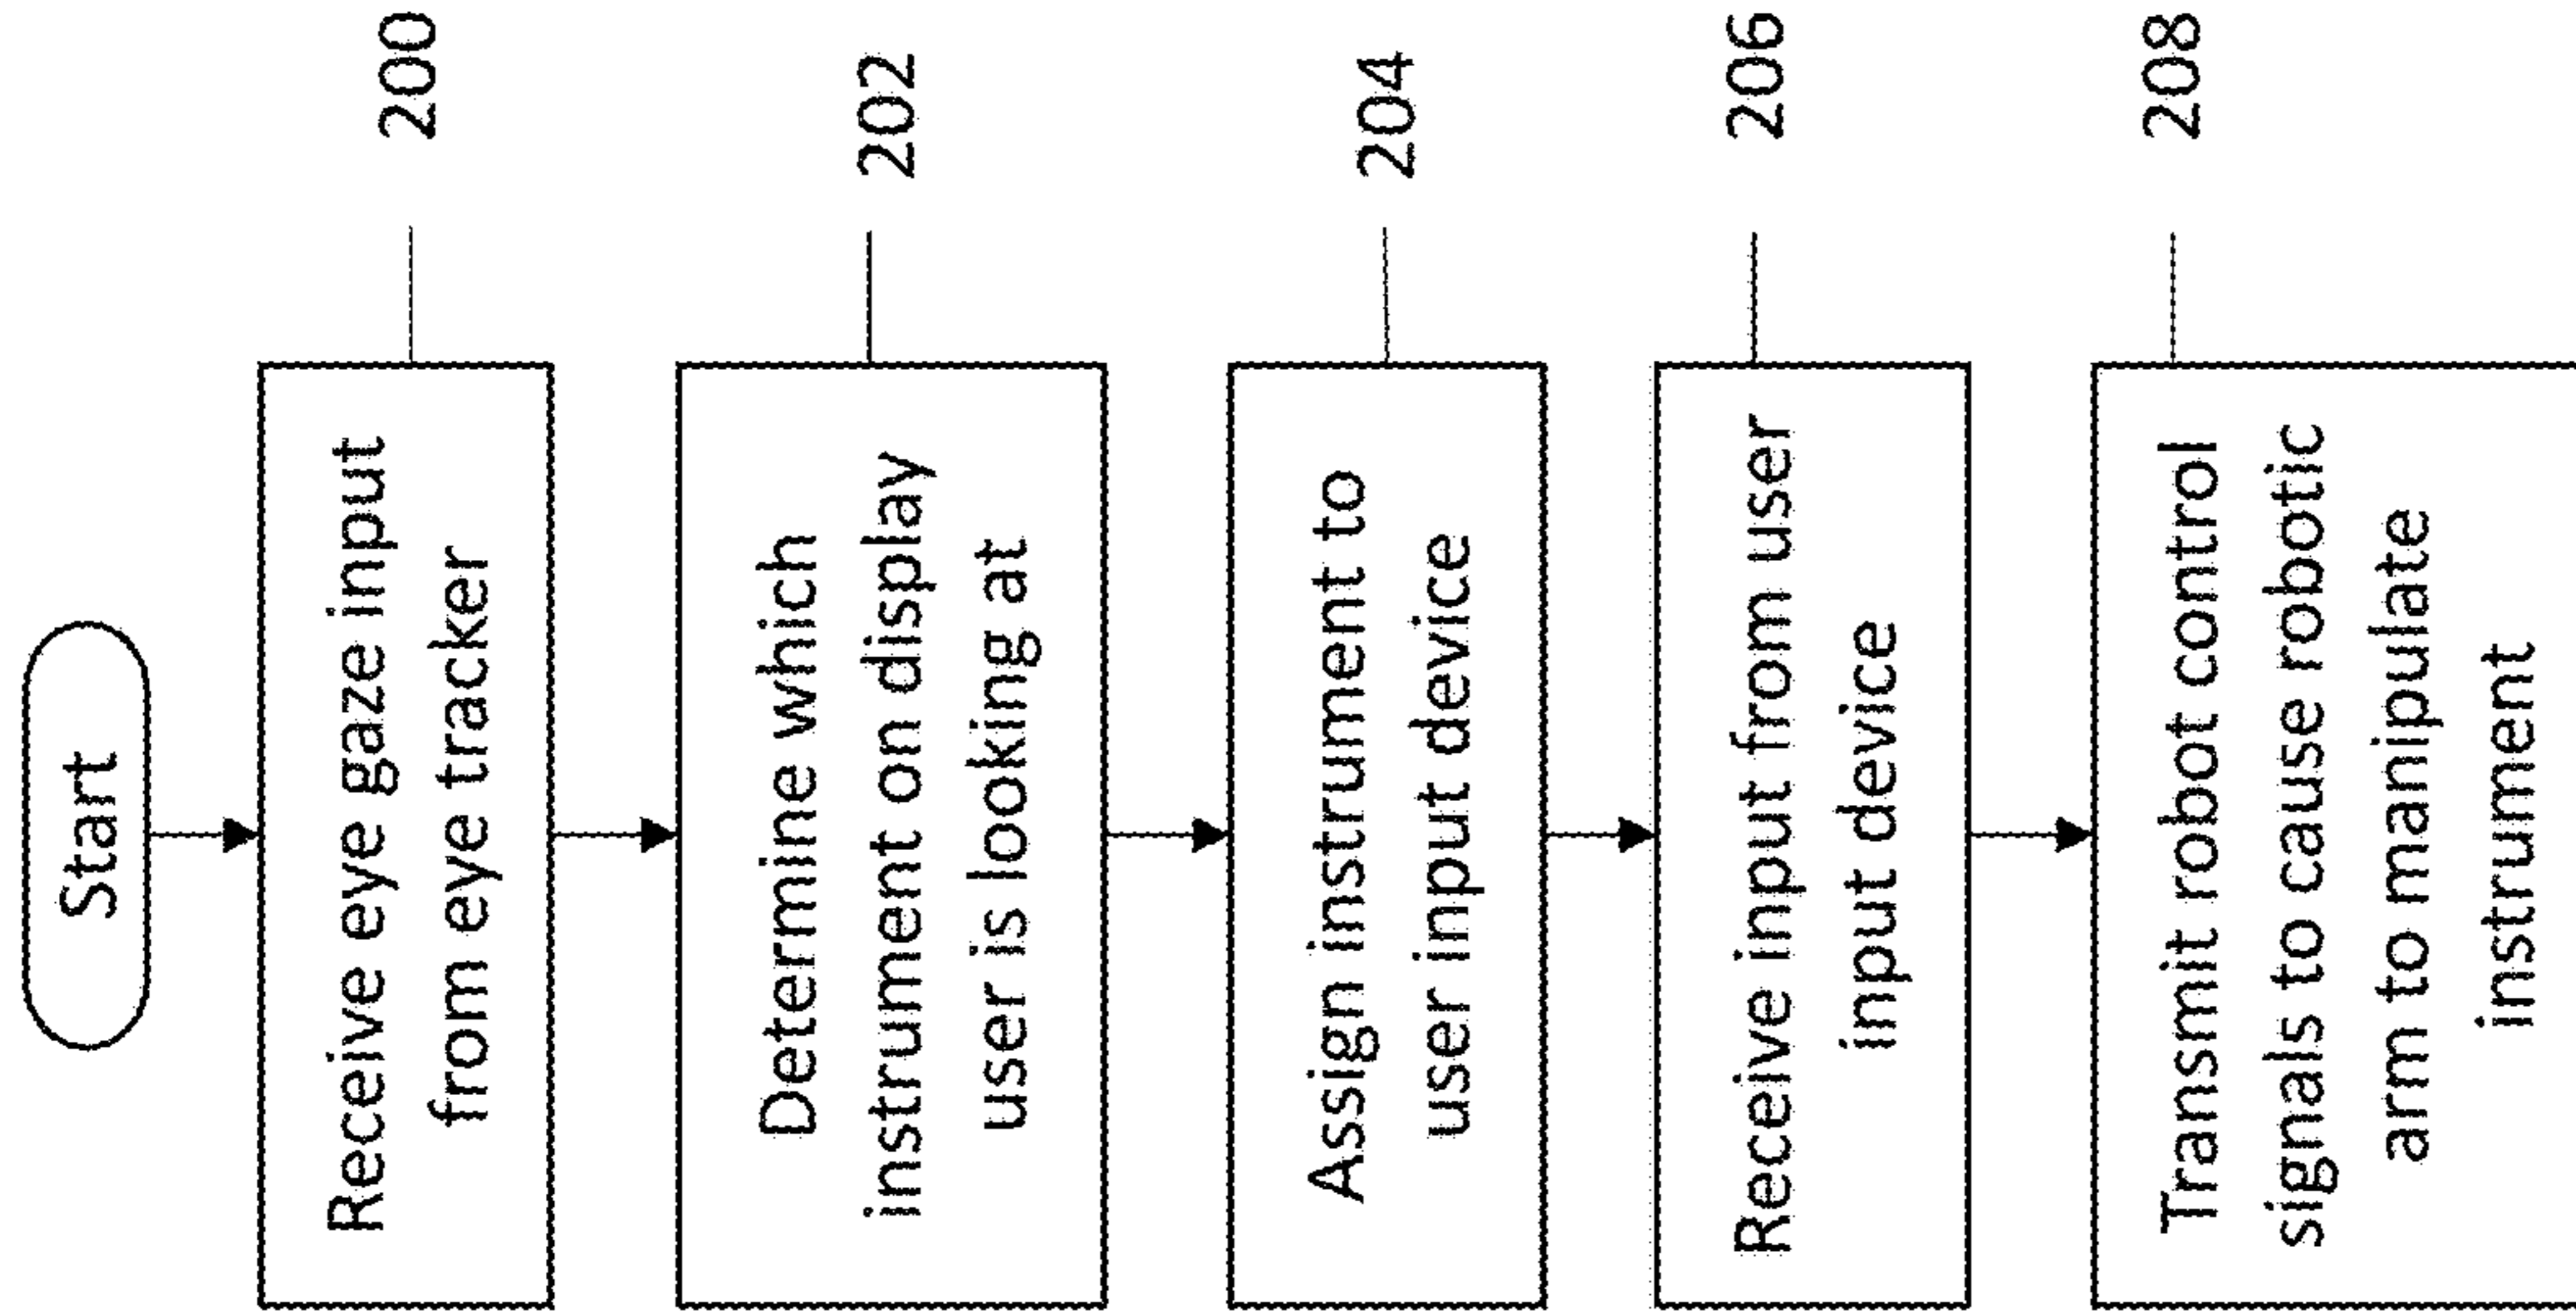 Start
Receive eye gaze input
from eye tracker
200
Determine which
instrument on display
user is looking at
202
Assign instrument to
user input device
204
Receive input from user
input device
206
Transmit robot control
signals to cause robotic
arm to manipulate
instrument
208